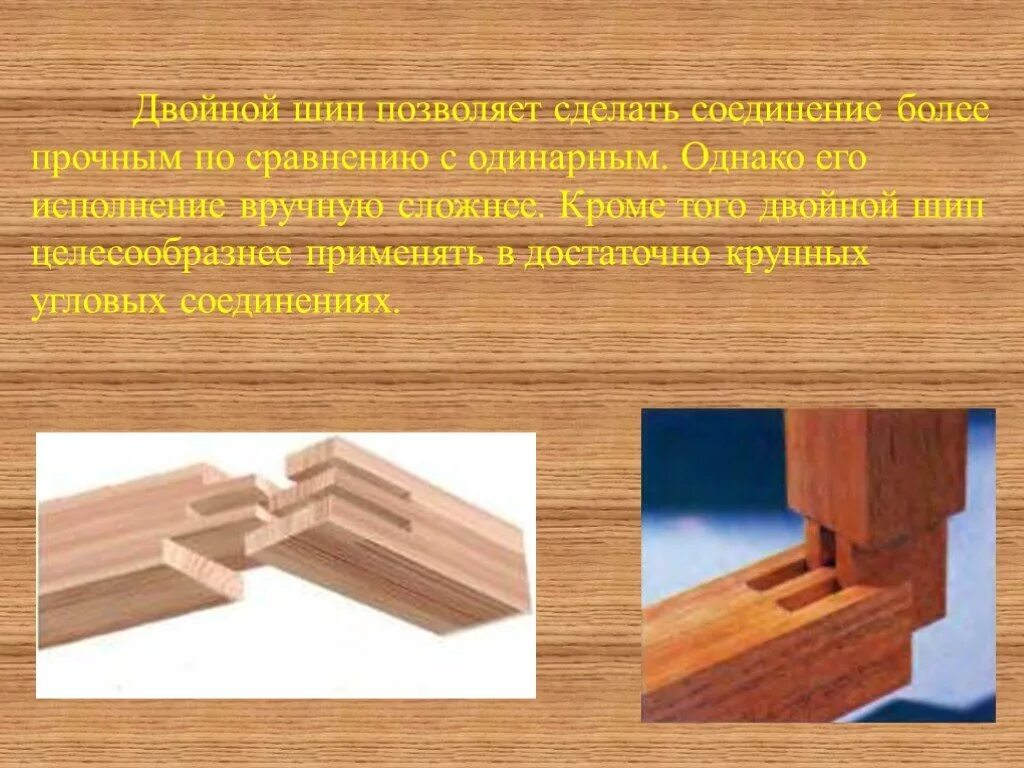 Двойной шип позволяет сделать соединение более
прочным по сравнению с одинарным. Однако его
исполнение вручную сложнее. Кроме того двойной шип
целесообразнее применять в достаточно крупных
угловых соединениях.